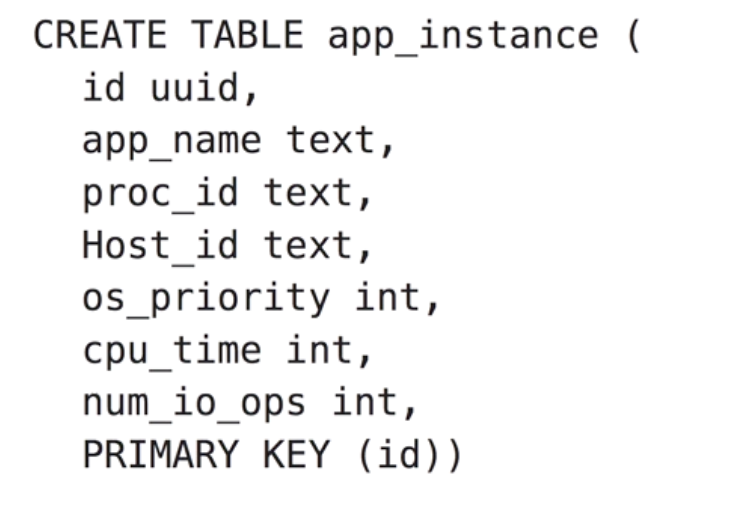 CREATE TABLE app_instance (
id uuid,
app_name text,
proc_id text,
Host_id text,
os_priority int,
cpu_time int,
num_io_ops int,
PRIMARY KEY (id))